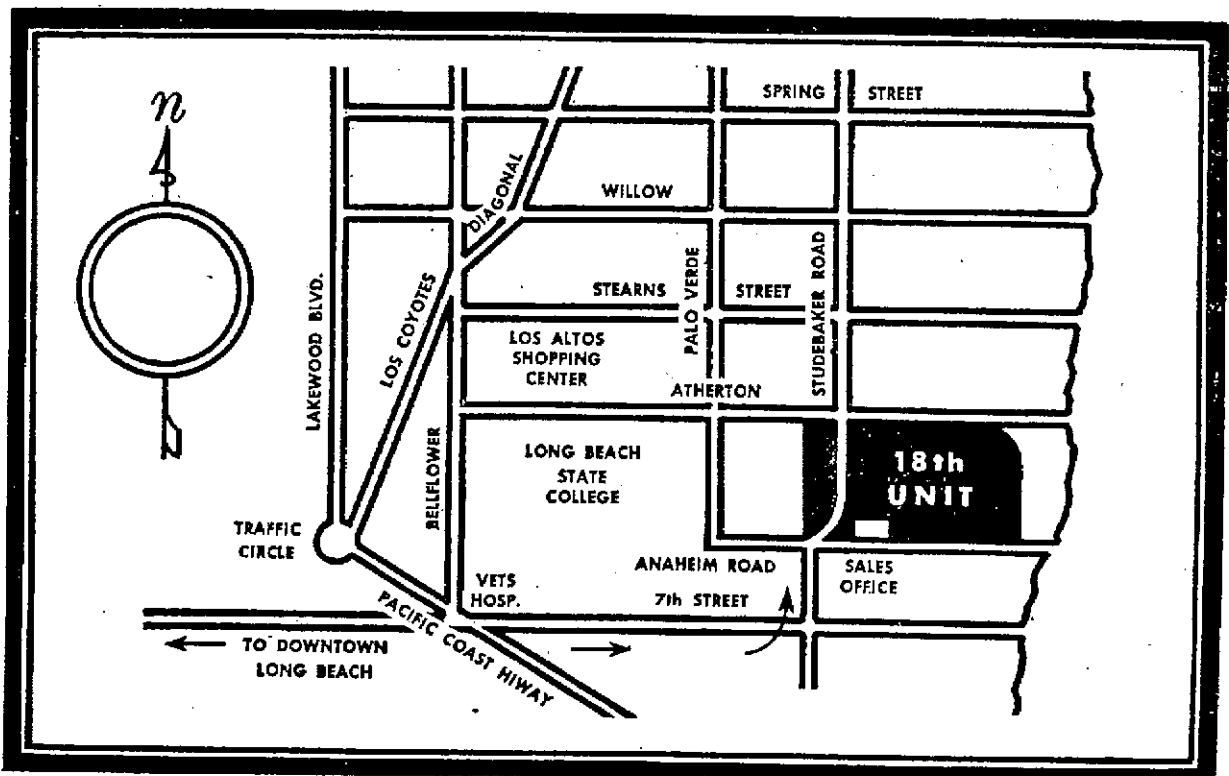 n
SPRING STREET
WILLOW
DIAGONAL
LAKEWOOD BLVD.
LOS COYOTES
STEARNS STREET
PALO VERDE
STUDEBAKER ROAD
LOS ALTOS
SHOPPING
CENTER
ATHERTON
BELLFLOWER
LONG BEACH
STATE
COLLEGE
18th
UNIT
TRAFFIC
CIRCLE
VETS
HOSP.
ANAHEIM ROAD
7th STREET
SALES
OFFICE
PACIFIC COAST HIWAY
TO DOWNTOWN
LONG BEACH